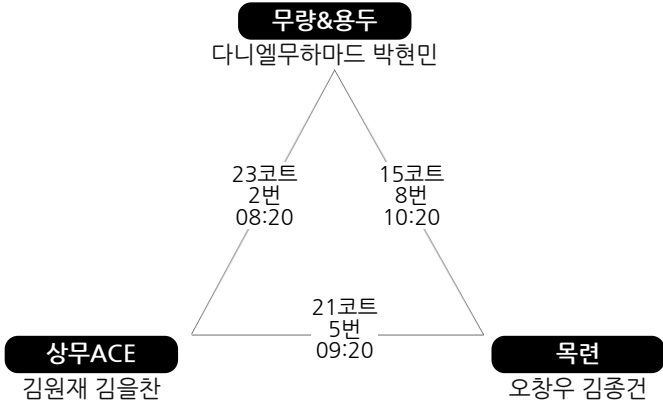 무량&용두
다니엘무하마드 박현민
23코트
2번
08:20
15코트
8번
10:20
21코트
5번
09:20
상무ACE
김원재 김을찬
목련
오창우 김종건